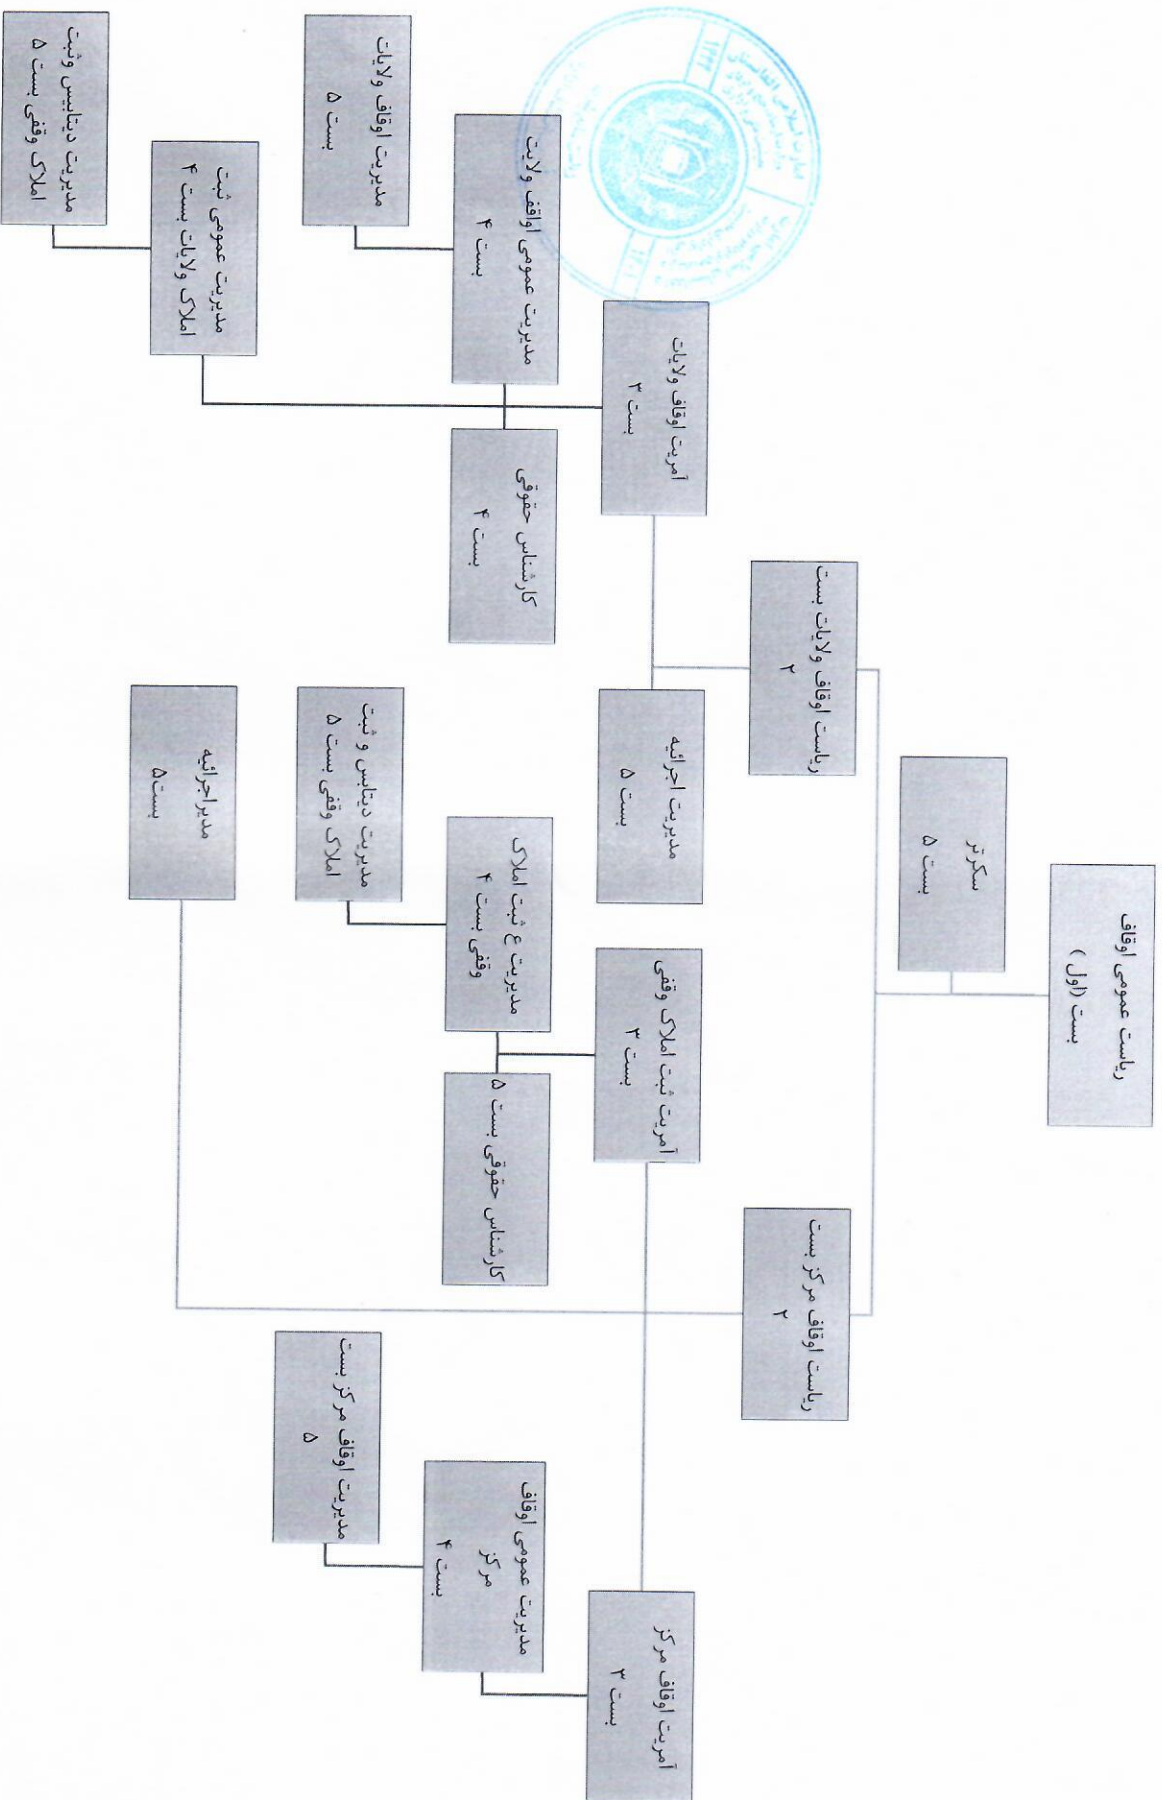 ریاست عمومی اوقاف
بست (اول )
سکرتر
بست ۵
ریاست اوقاف ولایات بست
۲
ریاست اوقاف مرکز بست
۲
آمریت اوقاف ولایات
بست ۳
مدیریت اجرائیه
بست ۵
آمریت ثبت املاک وقفی
بست ۳
آمریت اوقاف مرکز
بست ۳
مدیریت عمومی اواقف ولایت
بست ۴
کارشناس حقوقی
بست ۴
مدیریت ع ثبت املاک
وقفی بست ۴
کارشناس حقوقی بست ۵
مدیریت عمومی اوقاف
مرکز
بست ۴
مدیریت اوقاف ولایات
بست ۵
مدیریت دیتابس و ثبت
املاک وقفی بست ۵
مدیریت اوقاف مرکز بست
۵
مدیریت عمومی ثبت
املاک ولایات بست ۴
مدیراجرائیه
بست۵
مدیریت دیتابیس وثبت
املاک وقفی بست ۵